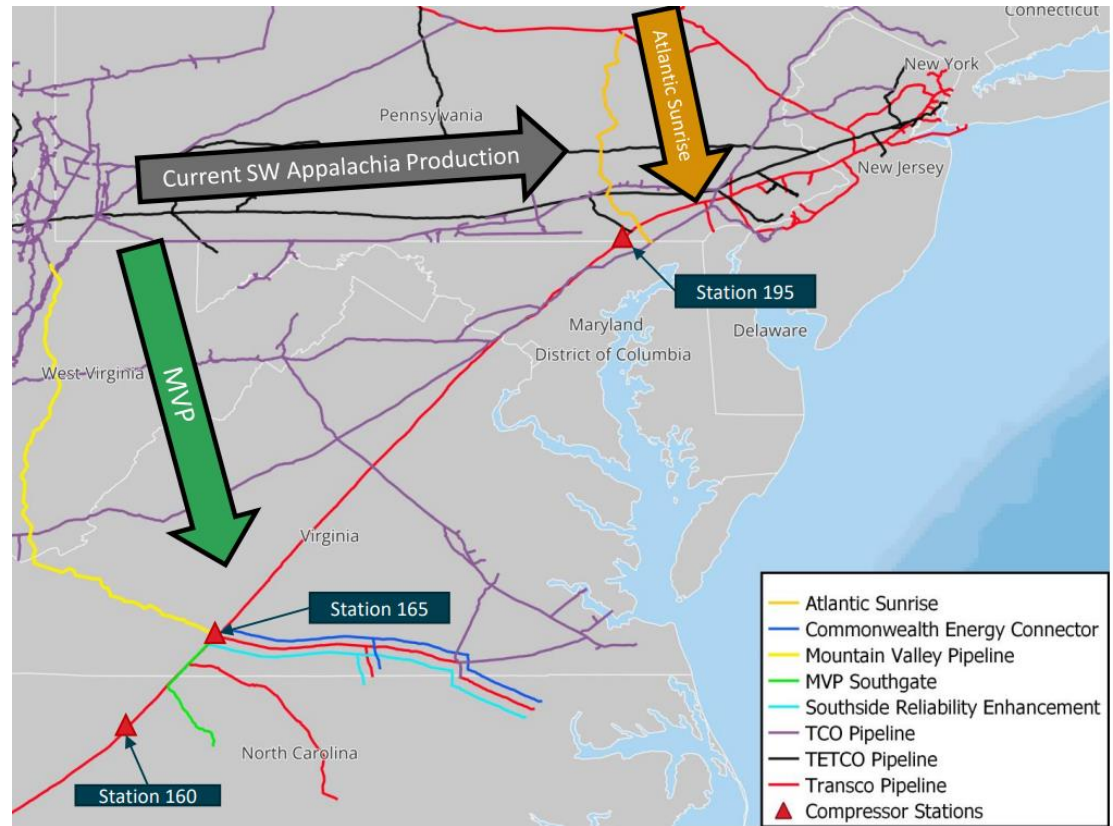 Connecticut
New York
Atlantic Sunrise
Pennsylvania
Current SW Appalachia Production
New Jersey
Station 195
Maryland
Delaware
District of Columbia
West Virginia
MVP
Virginia
Station 165
North Carolina
Station 160
Atlantic Sunrise
Commonwealth Energy Connector
Mountain Valley Pipeline
MVP Southgate
Southside Reliability Enhancement
TCO Pipeline
TETCO Pipeline
Transco Pipeline
Compressor Stations